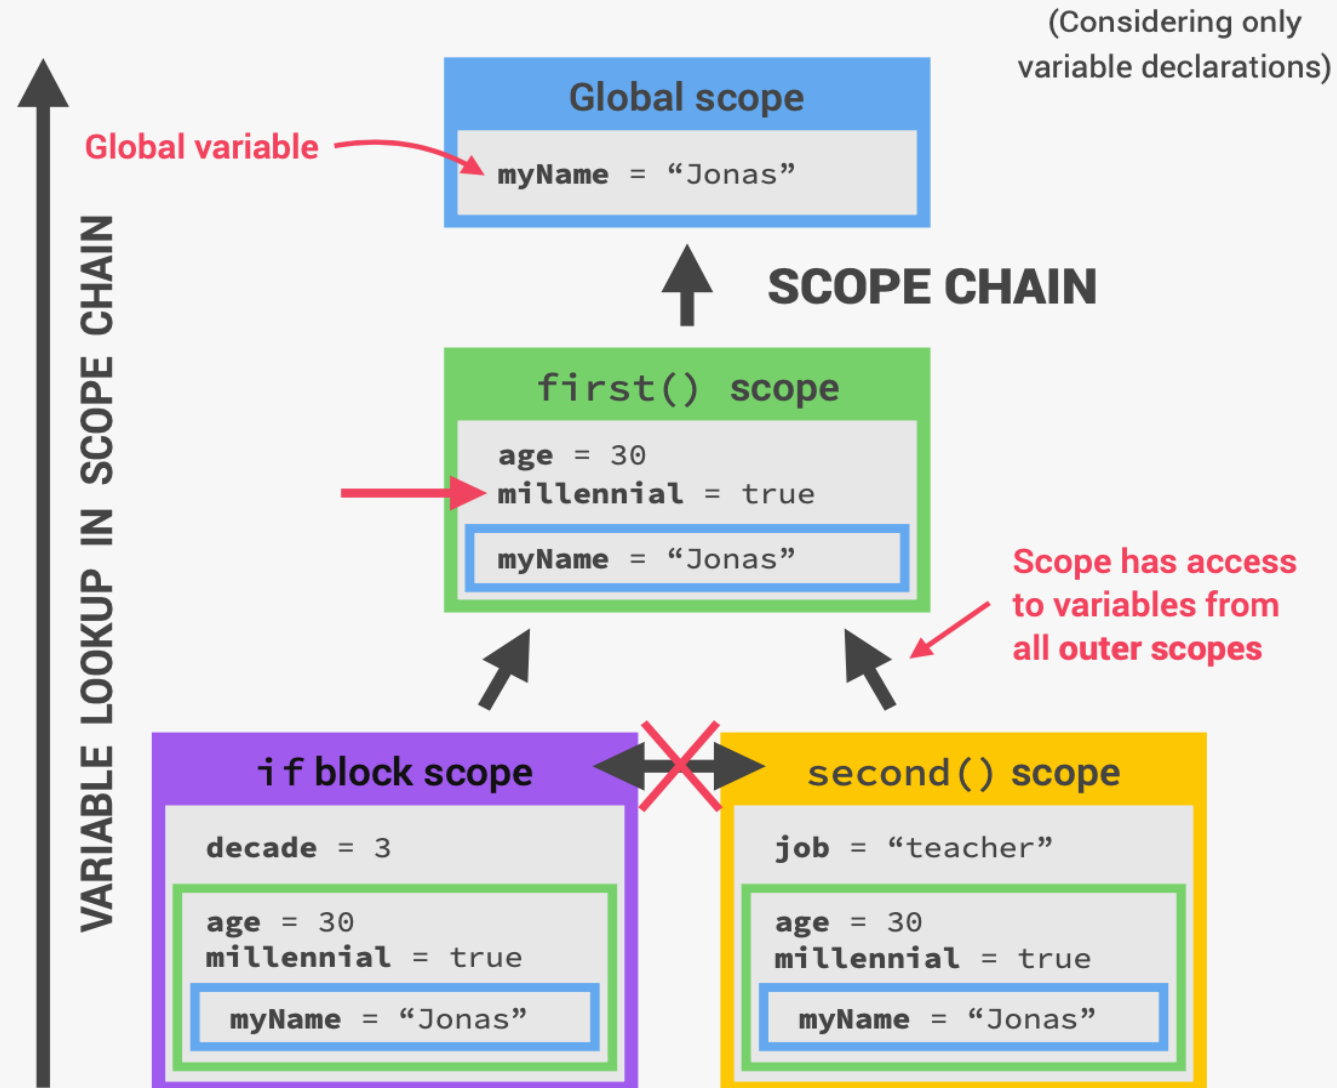 (Considering only
variable declarations)
Global scope
Global variable
myName = “Jonas”
SCOPE CHAIN
VARIABLE LOOKUP IN SCOPE CHAIN
first() scope
age = 30
millennial = true
myName = “Jonas”
Scope has access
to variables from
all outer scopes
if block scope
decade = 3
age = 30
millennial = true
myName = “Jonas”
second() scope
job = “teacher”
age = 30
millennial = true
myName = “Jonas”